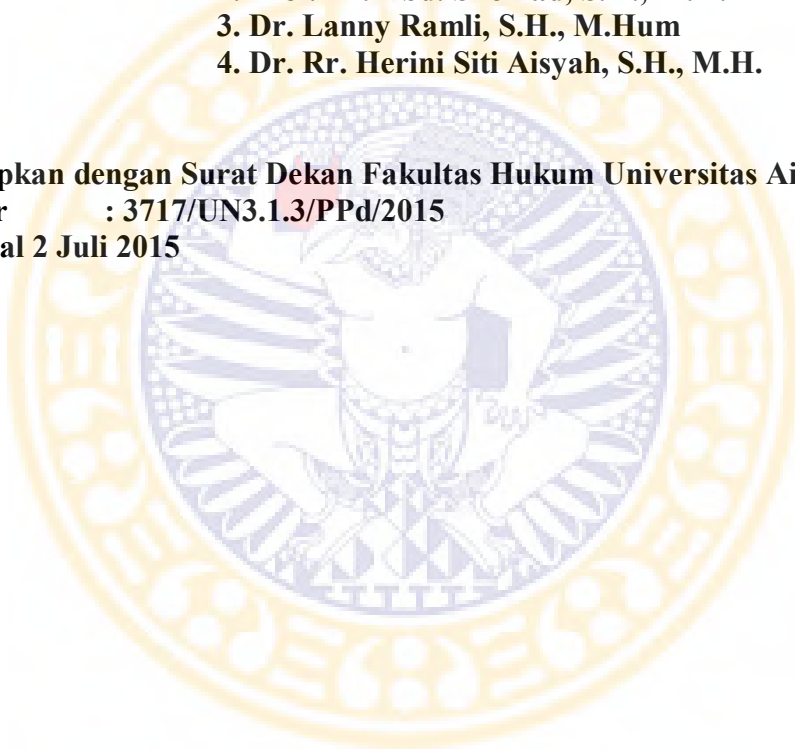 3. Dr. Lanny Ramli, S.H., M.Hum
4. Dr. Rr. Herini Siti Aisyah, S.H., M.H.
pkan dengan Surat Dekan Fakultas Hukum Universitas Ai
r : 3717/UN3.1.3/PPd/2015
al 2 Juli 2015